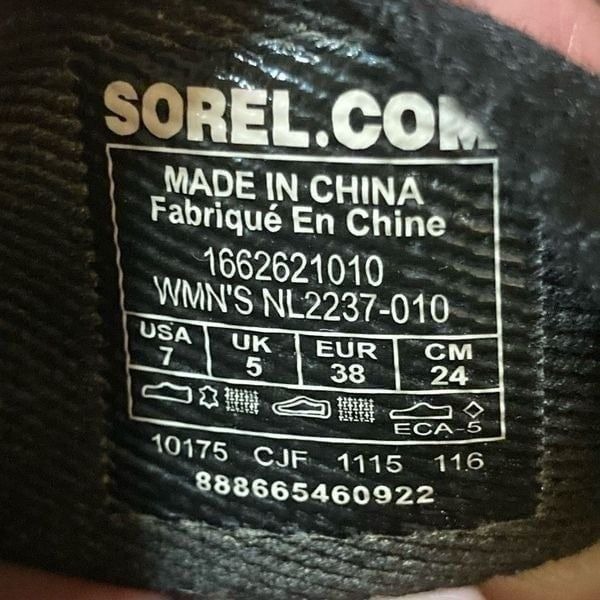 SOREL.COM
MADE IN CHINA
Fabriqué En Chine
1662621010
WMN'S NL2237-010
USA UK EUR CM
7 5 38 24
ECA-5
10175 CJF 1115 116
888665460922